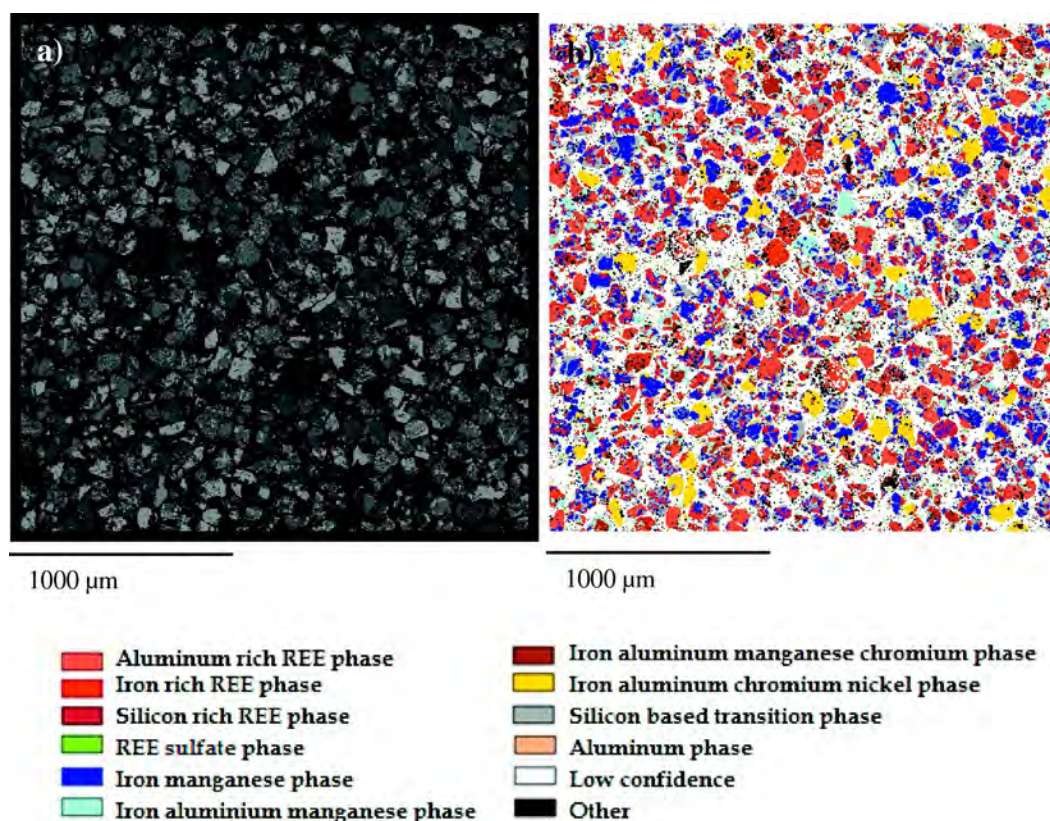 a)
b)
1000 µm
1000 µm
Aluminum rich REE phase
Iron rich REE phase
Silicon rich REE phase
REE sulfate phase
Iron manganese phase
Iron aluminium manganese phase
Iron aluminum manganese chromium phase
Iron aluminum chromium nickel phase
Silicon based transition phase
Aluminum phase
Low confidence
Other